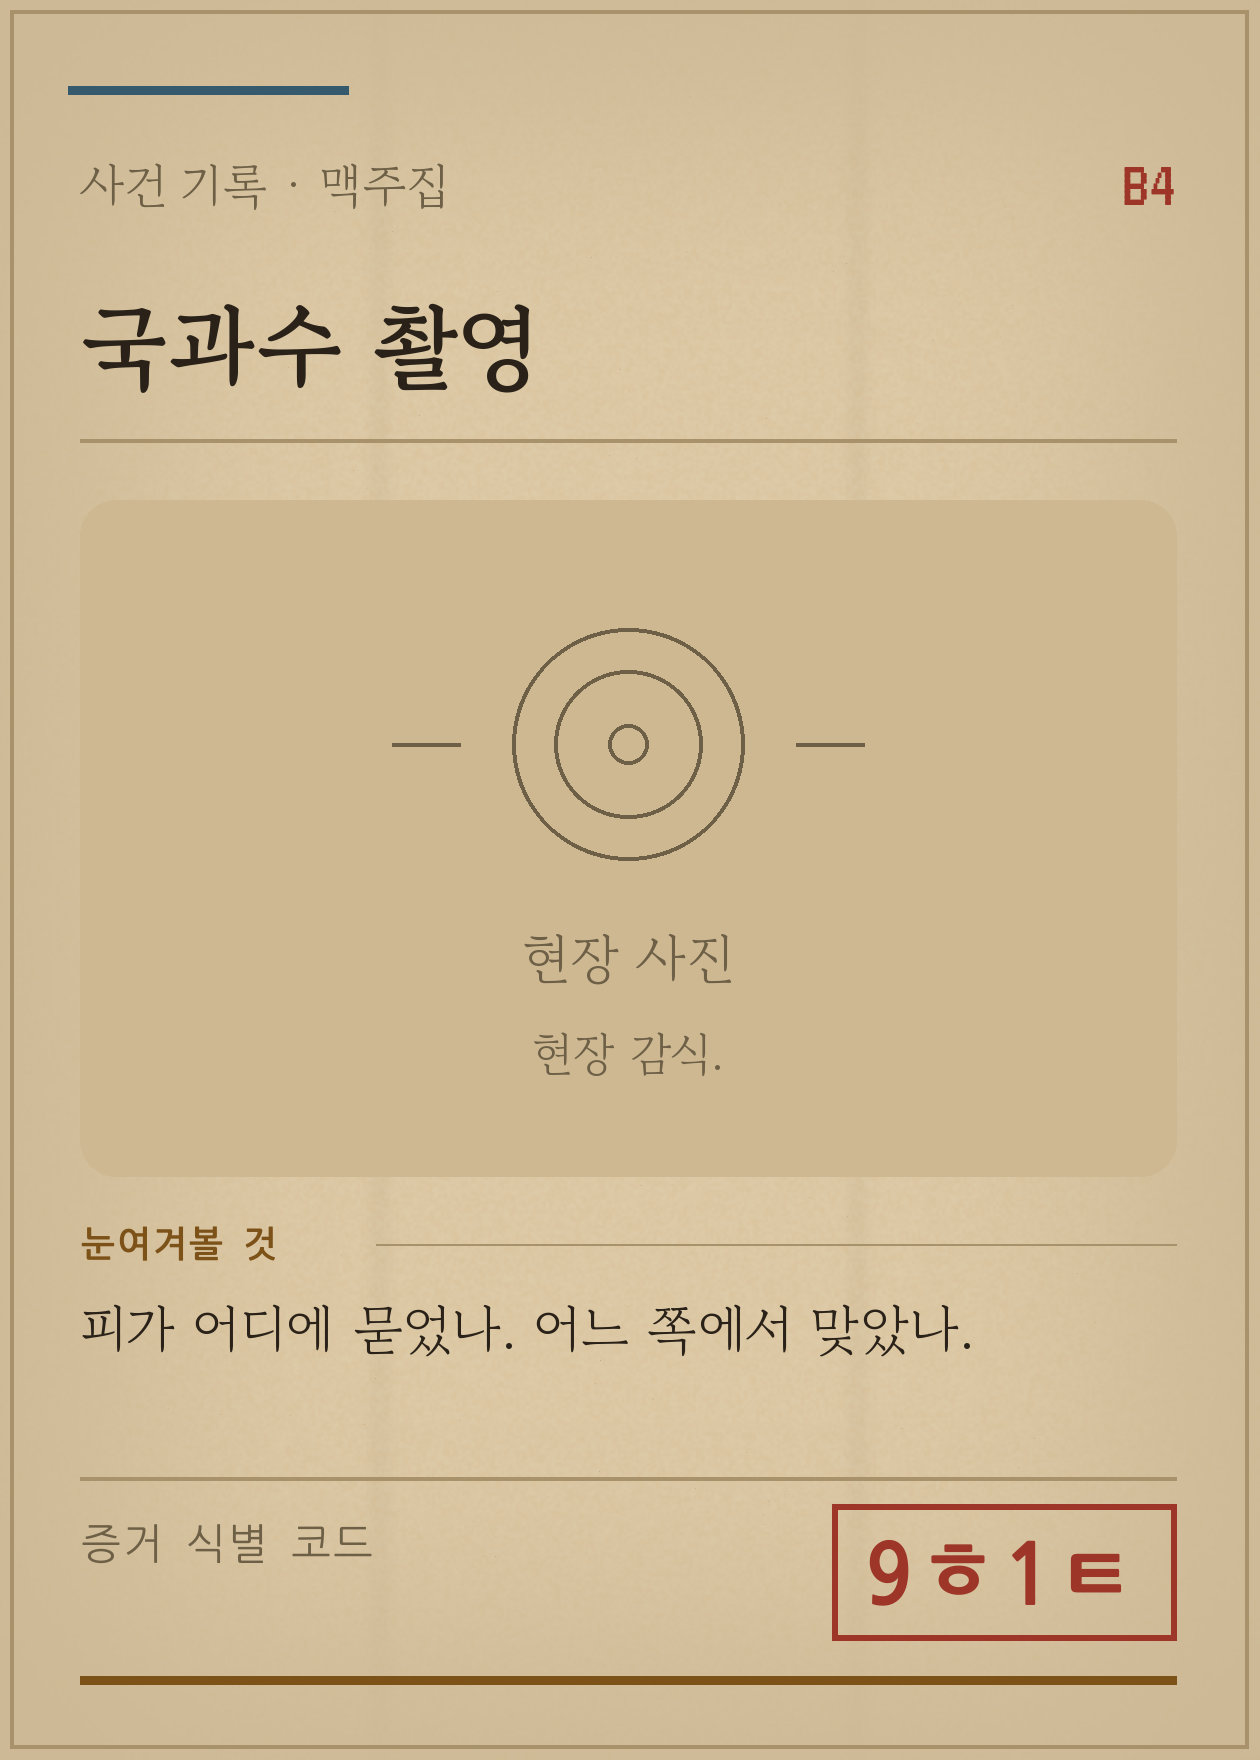 사건 기록 · 맥주집
B4
국과수 촬영
현장 사진
현장 감식.
눈여겨볼 것
피가 어디에 묻었나. 어느 쪽에서 맞았나.
증거 식별 코드
9ㅎ1ㅌ